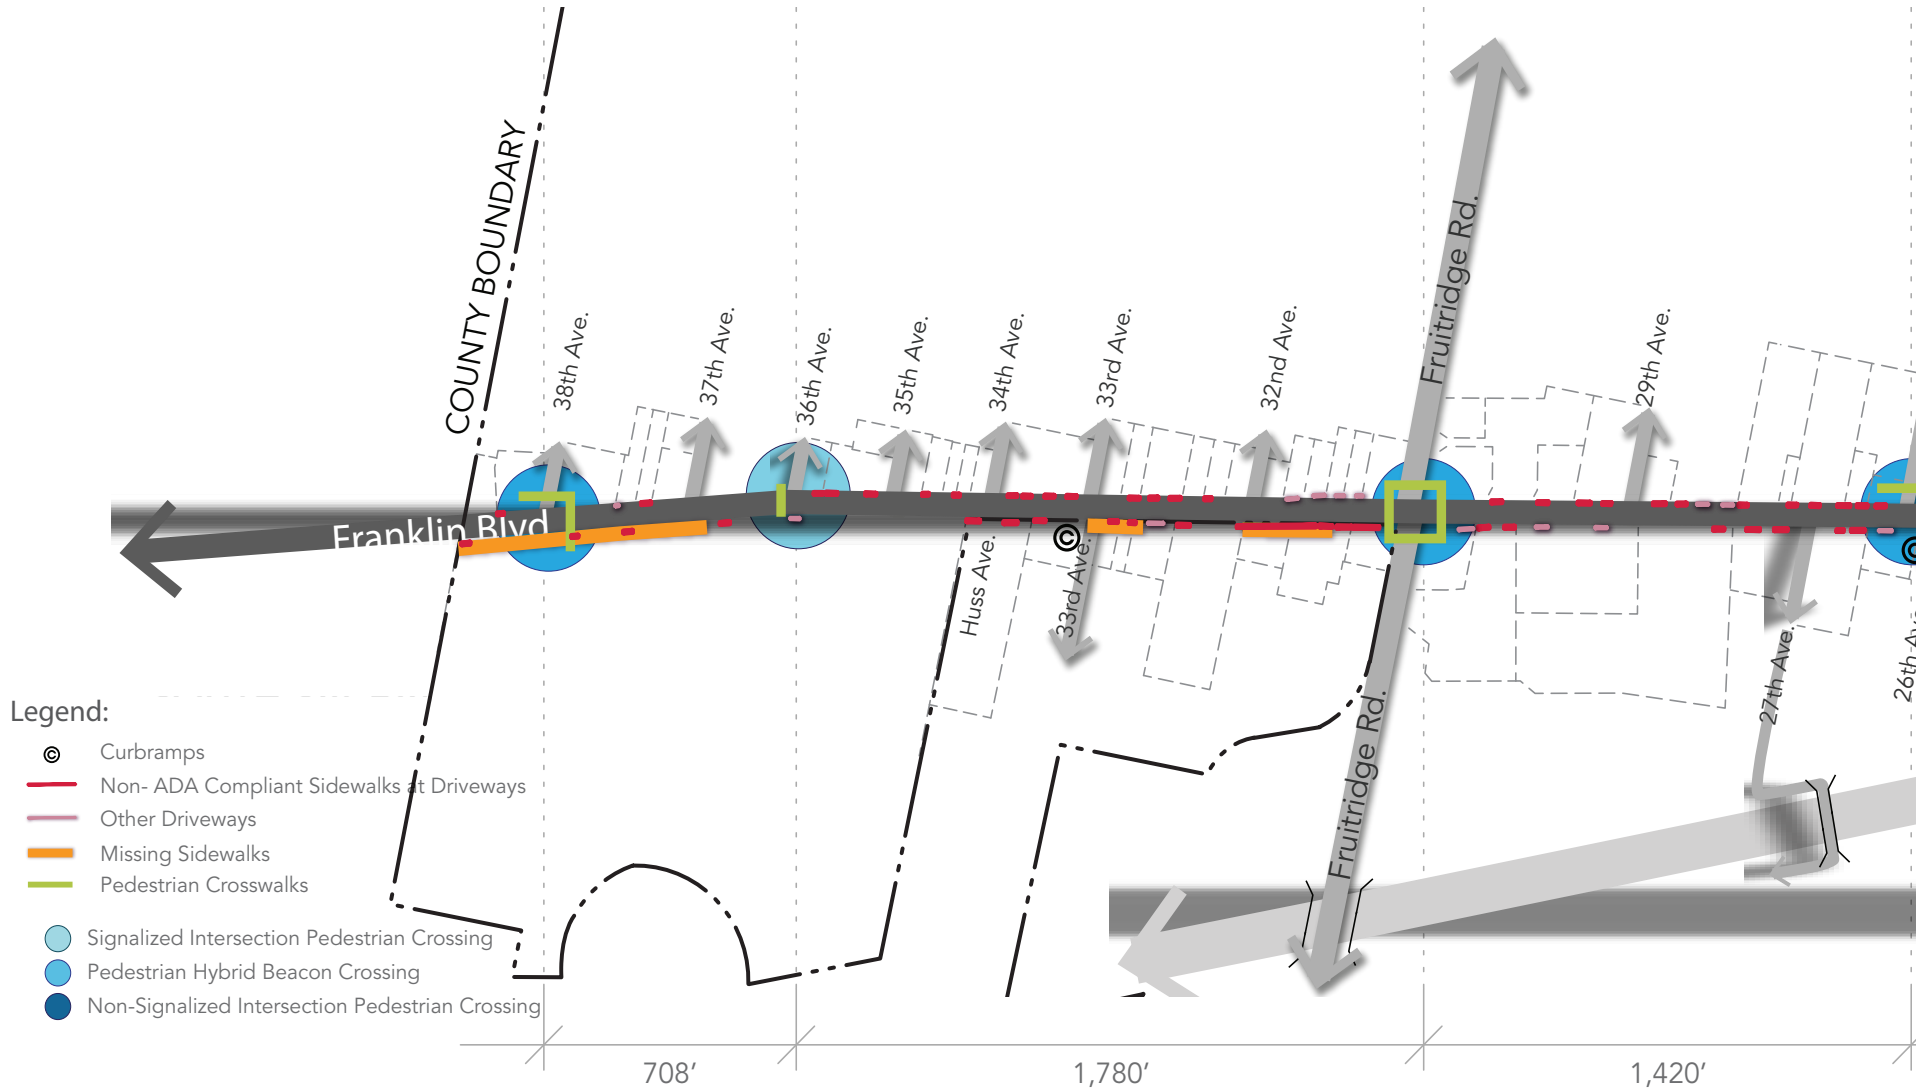 COUNTY BOUNDARY
38th Ave.
37th Ave.
36th Ave.
35th Ave.
34th Ave.
33rd Ave.
32nd Ave.
Fruitridge Rd.
29th Ave.
Franklin Blvd
©
Huss Ave.
33rd Ave.
27th Ave.
26th
Fruitridge Rd.
Legend:
© Curbramps
Non- ADA Compliant Sidewalks at Driveways
Other Driveways
Missing Sidewalks
Pedestrian Crosswalks
Signalized Intersection Pedestrian Crossing
Pedestrian Hybrid Beacon Crossing
Non-Signalized Intersection Pedestrian Crossing
708’
1,780’
1,420’